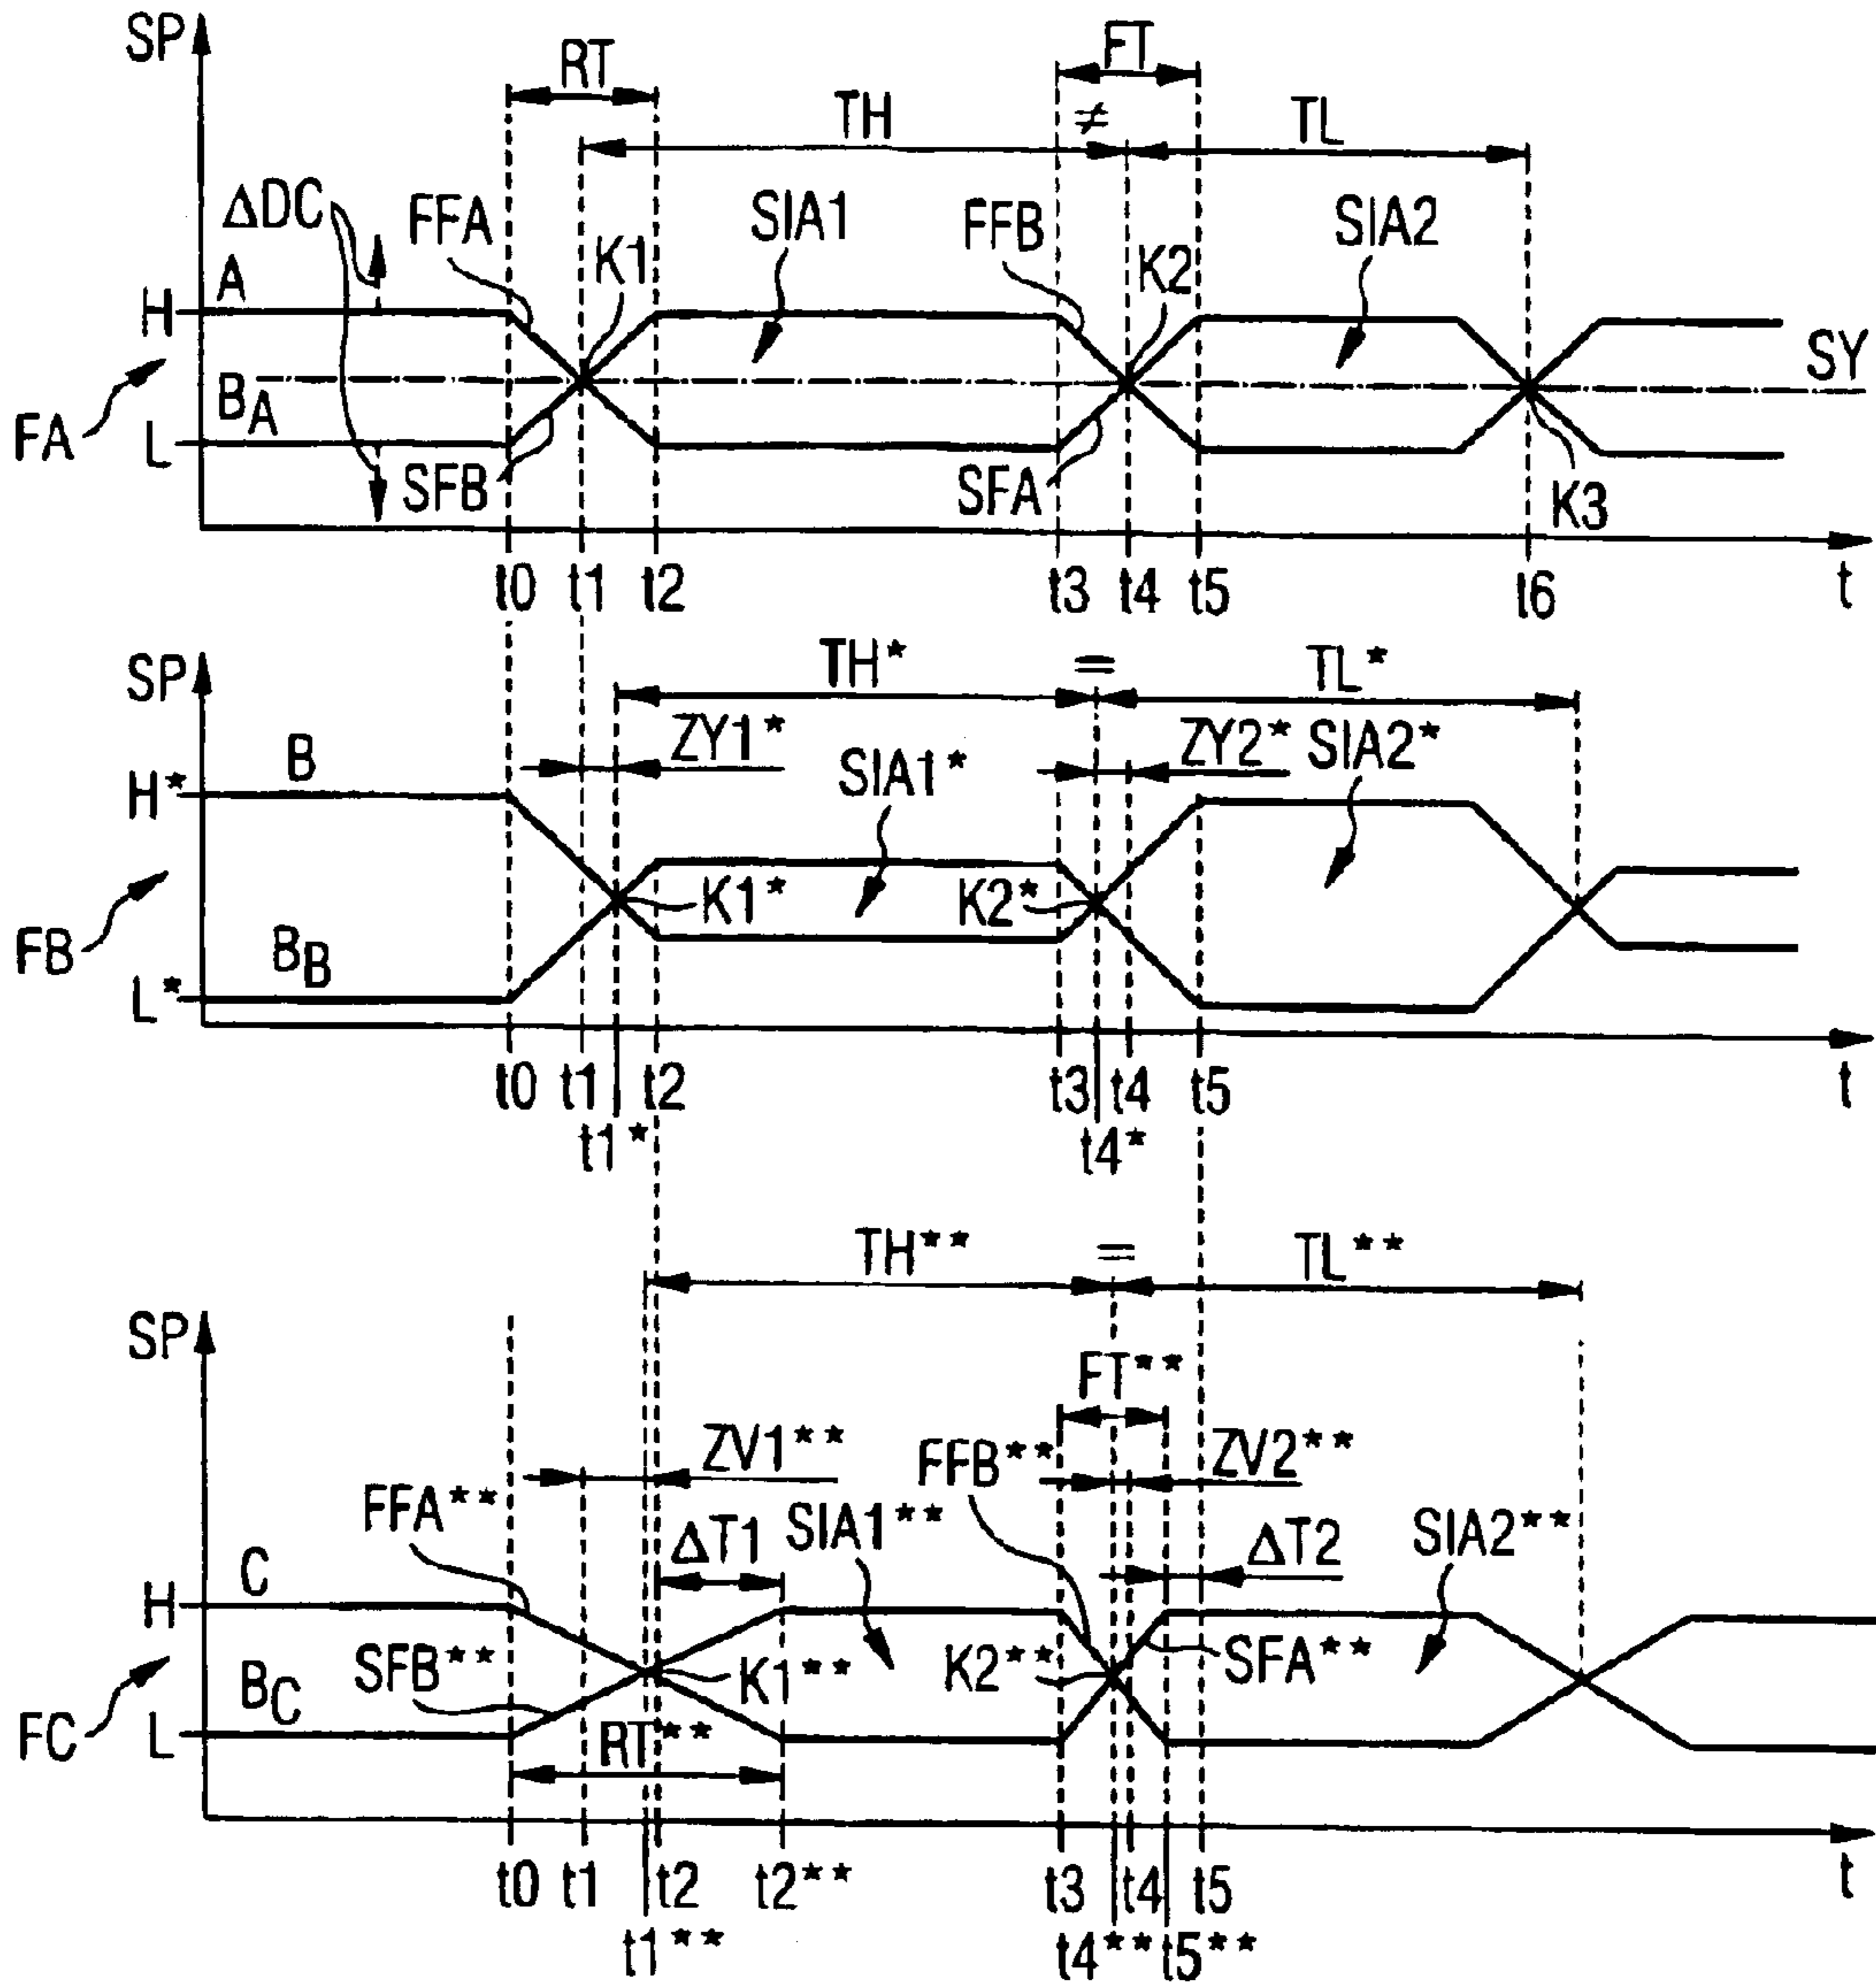 SP
RT
FT
TH
≠
TL
ΔDC
FFA
K1
SIA1
FFB
K2
SIA2
H
A
SY
BA
FA
L
SFB
SFA
K3
t0
t1
t2
t3
t4
t5
t6
t
SP
TH*
=
TL*
B
ZY1*
SIA1*
ZY2*
SIA2*
H*
K1*
K2*
FB
BB
L*
t0
t1
t2
t3
t4
t5
t
t1*
t4*
TH**
=
TL**
SP
FT**
ZV1**
FFB**
ZV2**
FFA**
ΔT1
SIA1**
ΔT2
SIA2**
H
C
SFB**
K1**
K2**
SFA**
BC
FC
L
RT**
t0
t1
t2
t2**
t3
t4
t5
t
t1**
t4**
t5**